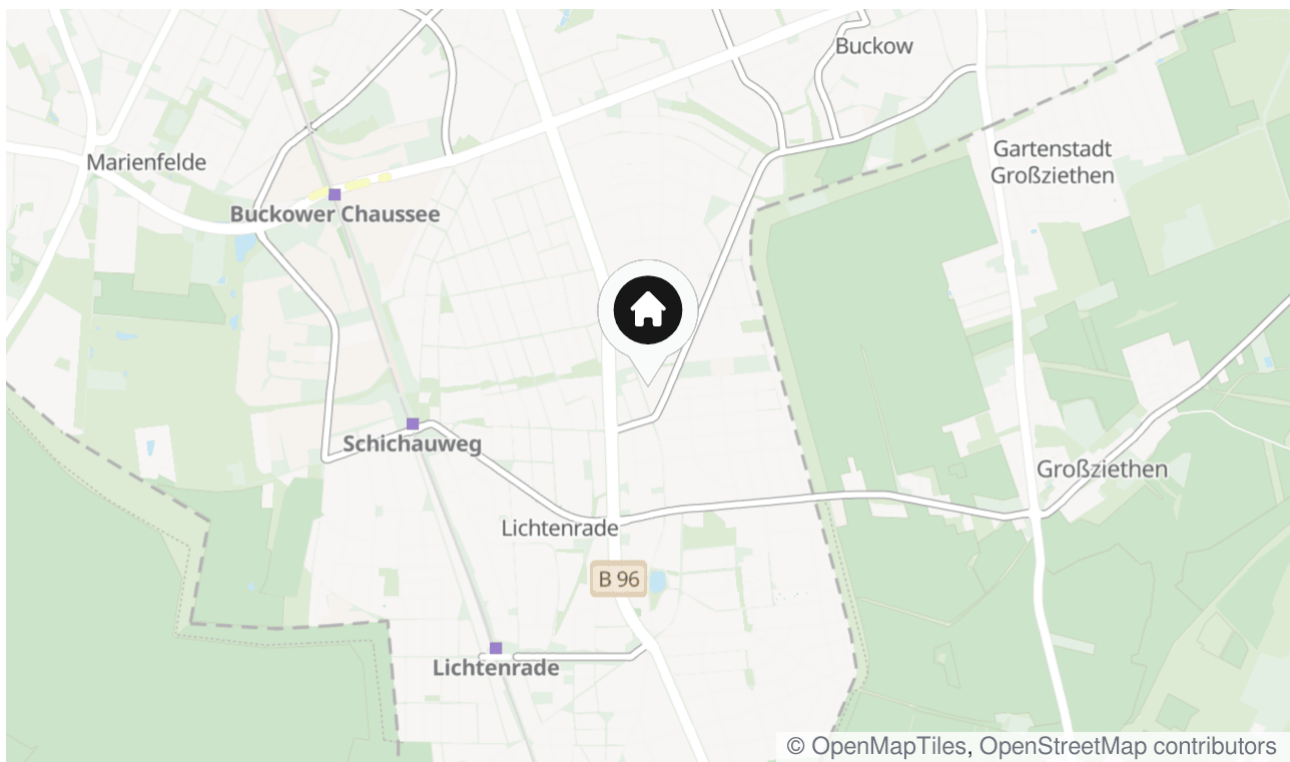 Buckow
Marienfelde
Gartenstadt
Großziethen
Buckower Chaussee
Schichauweg
Großziethen
Lichtenrade
B 96
Lichtenrade
© OpenMapTiles, OpenStreetMap contributors